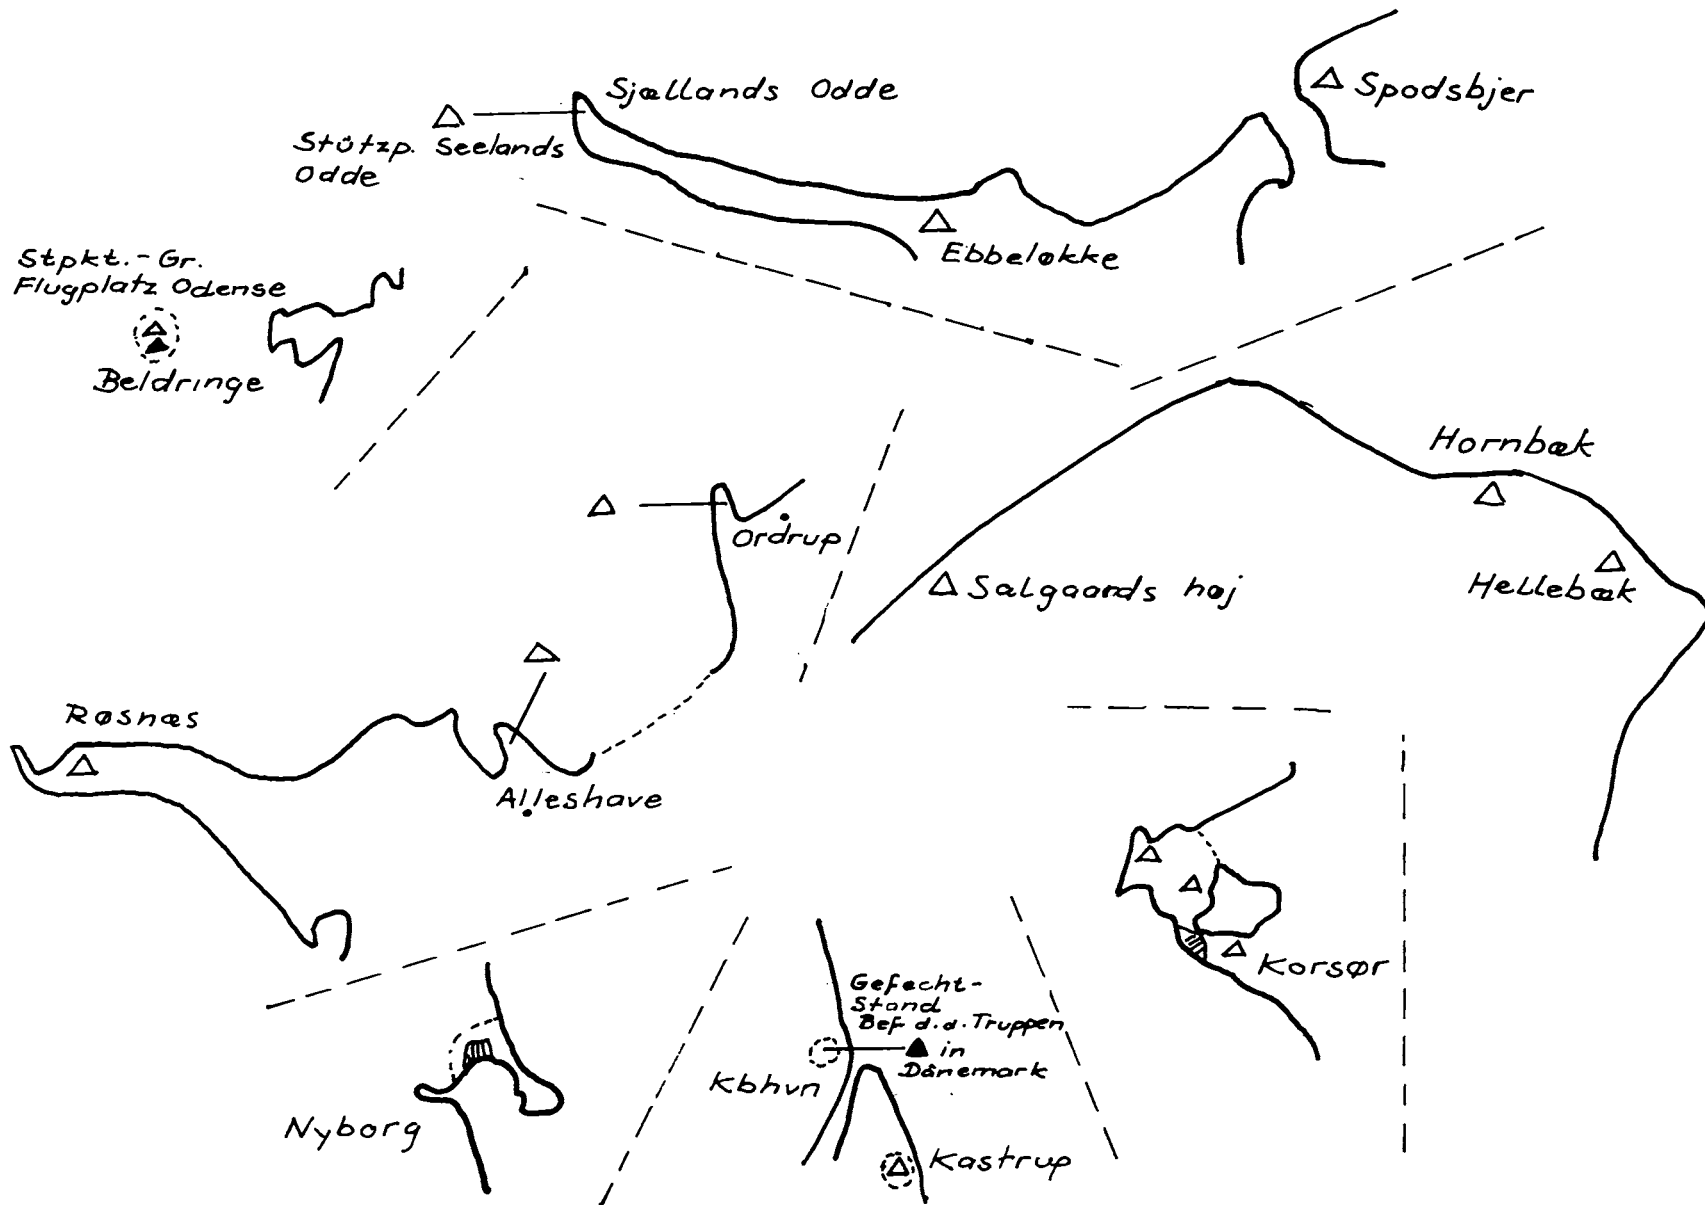 Sjællands Odde
Spodsbjer
Stützp. Seelands
Odde
Ebbeløkke
Stpkt.-Gr.
Flugplatz Odense
Beldringe
Hornbæk
Ordrup
Salgaards høj
Hellebæk
Røsnæs
Alleshave
Korsør
Gefecht-
Stand
Bef. d. d. Truppen
in
Dänemark
Kbhvn
Nyborg
Kastrup